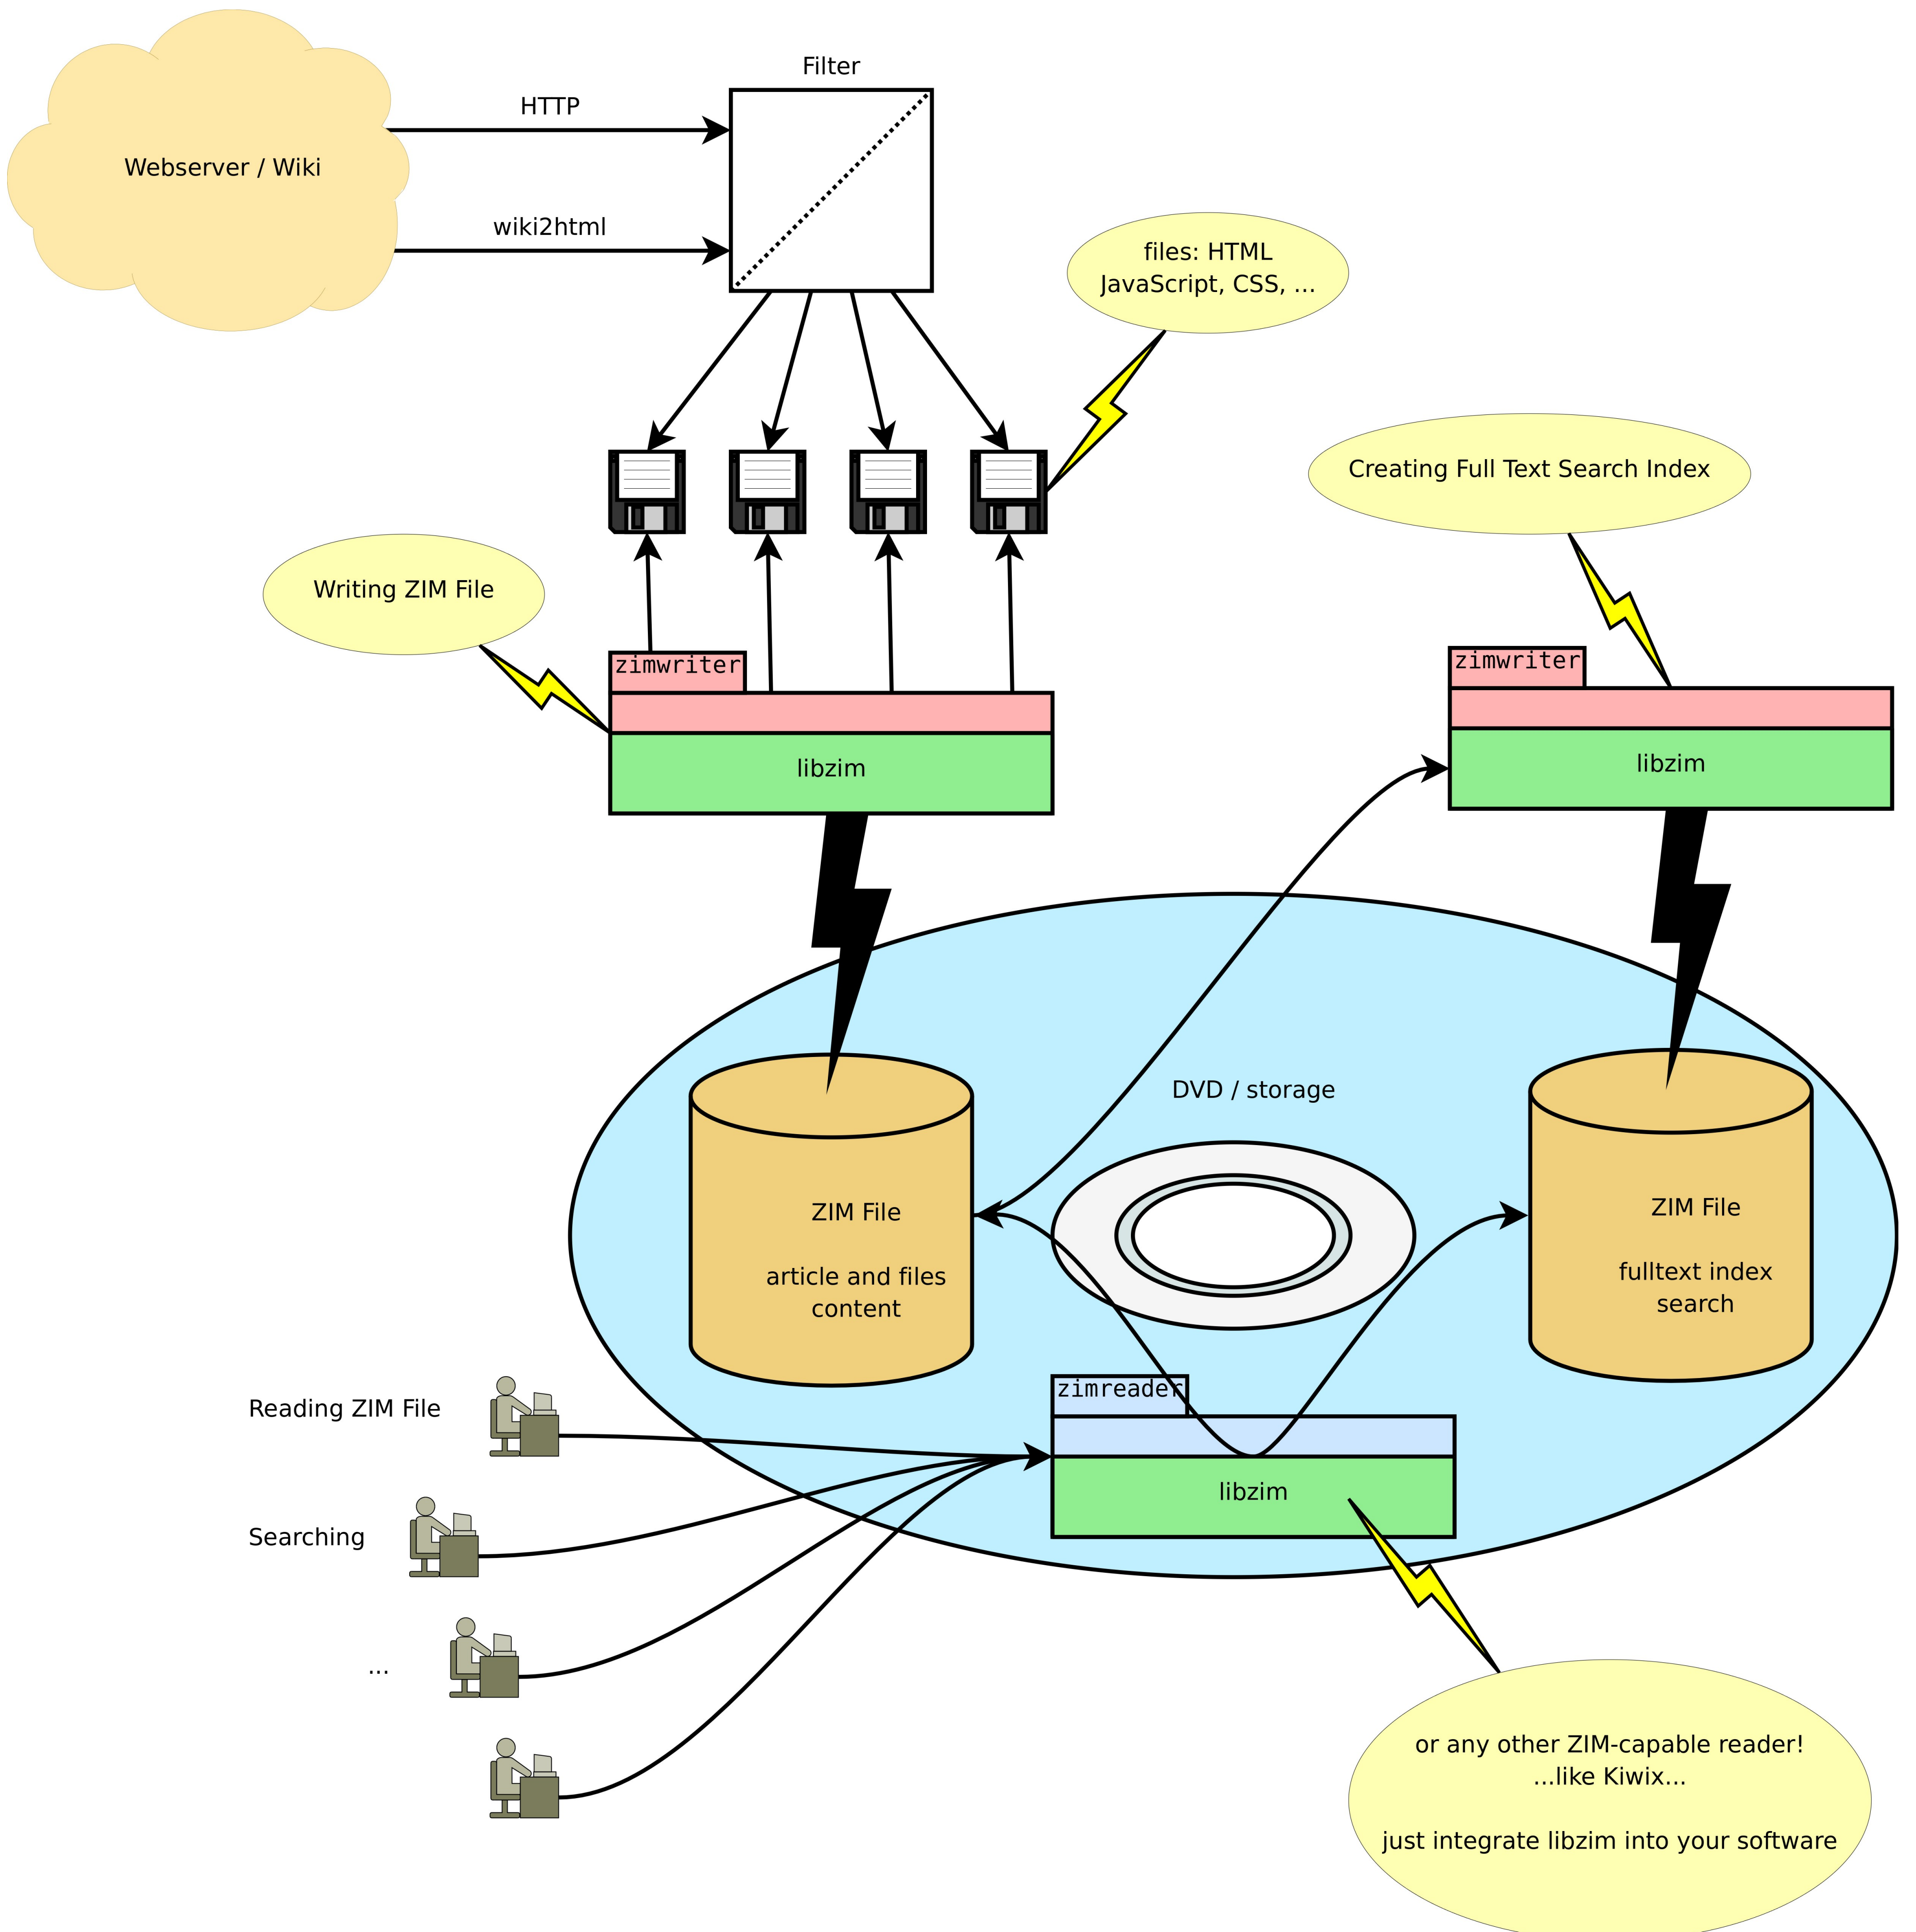 Filter
HTTP
Webserver / Wiki
wiki2html
files: HTML
JavaScript, CSS, ...
Creating Full Text Search Index
Writing ZIM File
zimwriter
libzim
zimwriter
libzim
DVD / storage
ZIM File
article and files
content
ZIM File
fulltext index
search
zimreader
libzim
Reading ZIM File
Searching
...
or any other ZIM-capable reader!
...like Kiwix...
just integrate libzim into your software